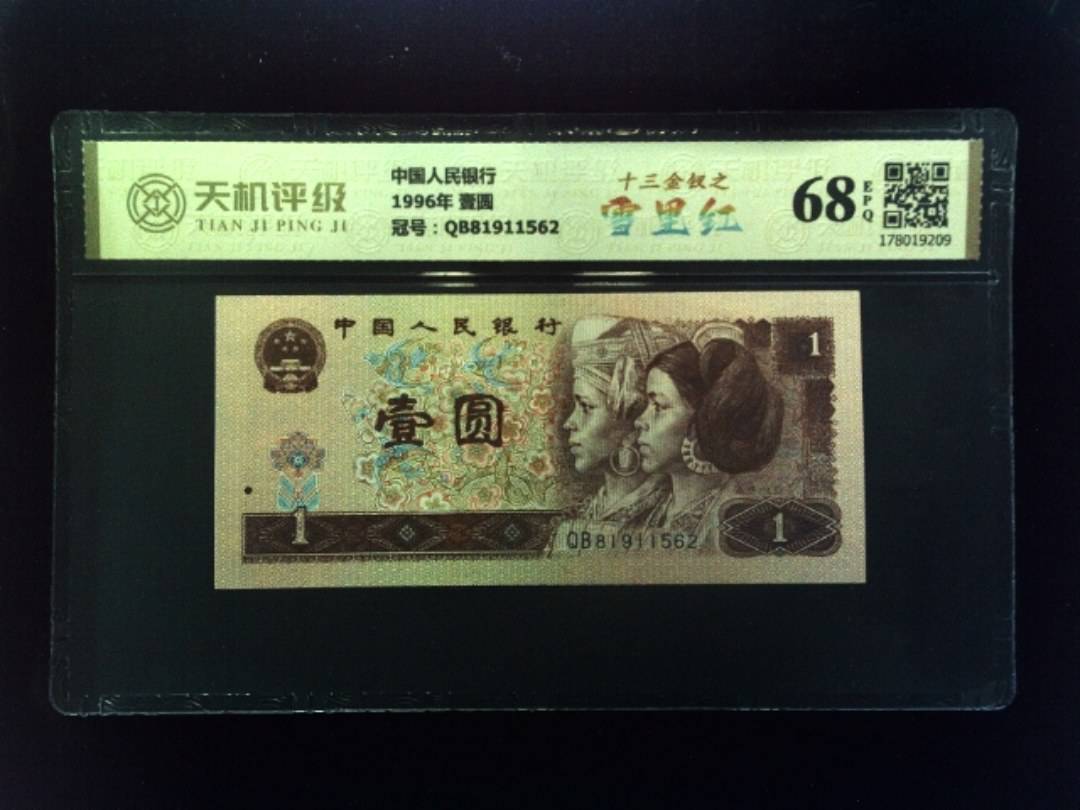 天机评级
TIAN JI PING JI
中国人民银行
1996年 壹圆
冠号：QB81911562
十三金钗之
雪里红
68
EPQ
178019209
中国人民银行
1
壹圆
1
QB81911562
1